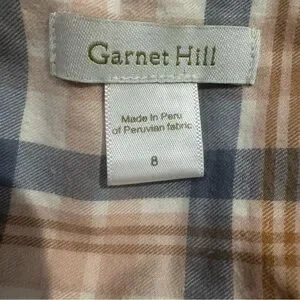 Garnet Hill
Made in Peru
of Peruvian fabric
8